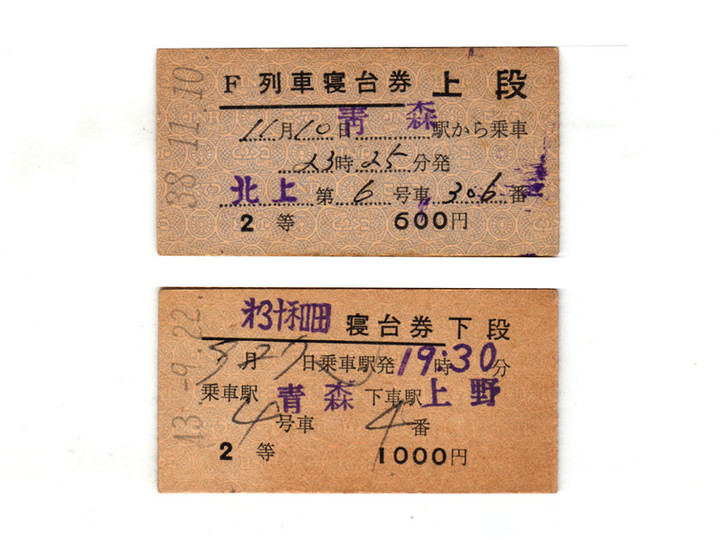 38.11.10
F 列車寝台券 上段
11月10日 青森 駅から乗車
23時25分発
北上 第6号車 306番
2等 600円
43.-9.22
寝台券 下段
日乗車駅発 19時30分
乗車駅 青森 下車駅 上野
4号車 4番
2等 1000円